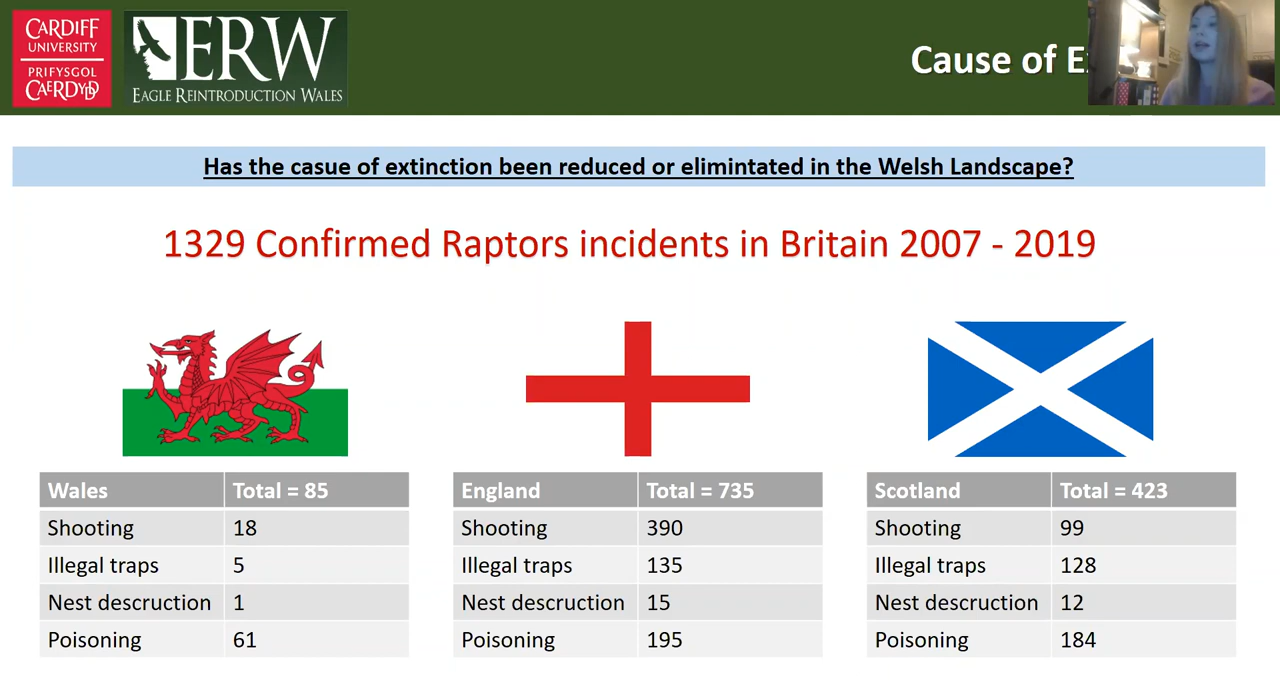 CARDIFF
UNIVERSITY
PRIFYSGOL
CAERDYDD
ERW
EAGLE REINTRODUCTION WALES
Cause of
Has the casue of extinction been reduced or elimintated in the Welsh Landscape?
1329 Confirmed Raptors incidents in Britain 2007 - 2019
Wales Total = 85
Shooting 18
Illegal traps 5
Nest descruction 1
Poisoning 61
England Total = 735
Shooting 390
Illegal traps 135
Nest descruction 15
Poisoning 195
Scotland Total = 423
Shooting 99
Illegal traps 128
Nest descruction 12
Poisoning 184